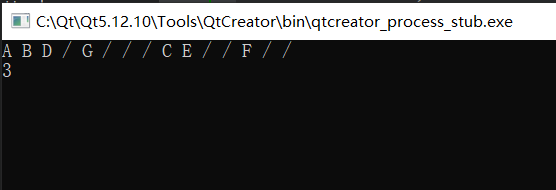 C:\Qt\Qt5.12.10\Tools\QtCreator\bin\qtcreator_process_stub.exe
A B D / G / / / C E / / F / /
3